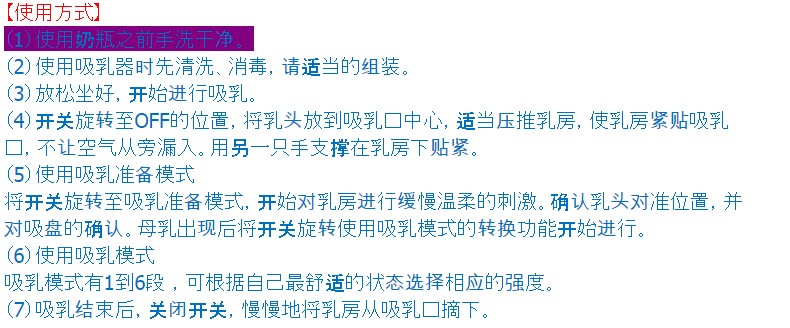 【使用方式】
(1) 使用奶瓶之前手洗干净。
(2) 使用吸乳器时先清洗、消毒, 请适当的组装。
(3) 放松坐好, 开始进行吸乳。
(4) 开关旋转至OFF的位置, 将乳头放到吸乳口中心, 适当压推乳房, 使乳房紧贴吸乳
口, 不让空气从旁漏入。用另一只手支撑在乳房下贴紧。
(5) 使用吸乳准备模式
将开关旋转至吸乳准备模式, 开始对乳房进行缓慢温柔的刺激。确认乳头对准位置, 并
对吸盘的确认。母乳出现后将开关旋转使用吸乳模式的转换功能开始进行。
(6) 使用吸乳模式
吸乳模式有1到6段 , 可根据自己最舒适的状态选择相应的强度。
(7) 吸乳结束后, 关闭开关, 慢慢地将乳房从吸乳口摘下。